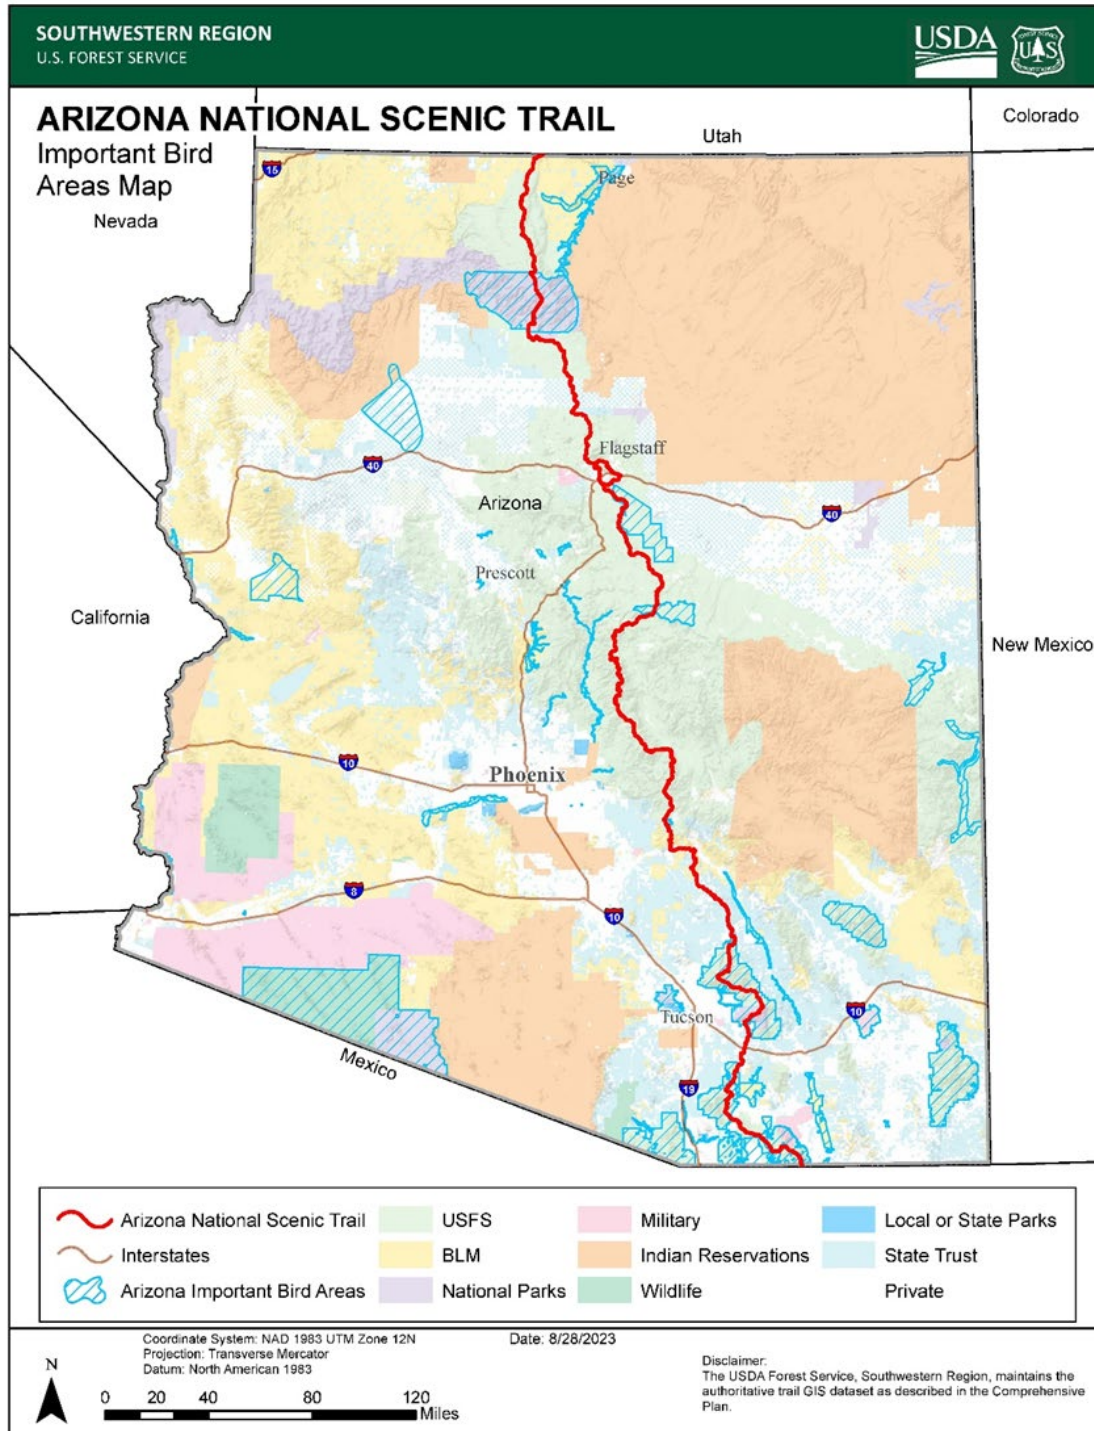 SOUTHWESTERN REGION
U.S. FOREST SERVICE
USDA
FOREST SERVICE
U S
ARIZONA NATIONAL SCENIC TRAIL
Important Bird
Areas Map
Colorado
Utah
Nevada
15
Page
Flagstaff
40
Arizona
40
Prescott
California
New Mexico
10
Phoenix
8
10
Tucson
10
Mexico
19
Arizona National Scenic Trail
Interstates
Arizona Important Bird Areas
USFS
BLM
National Parks
Military
Indian Reservations
Wildlife
Local or State Parks
State Trust
Private
Coordinate System: NAD 1983 UTM Zone 12N
Projection: Transverse Mercator
Datum: North American 1983
Date: 8/28/2023
N
0 20 40 80 120
Miles
Disclaimer:
The USDA Forest Service, Southwestern Region, maintains the
authoritative trail GIS dataset as described in the Comprehensive
Plan.